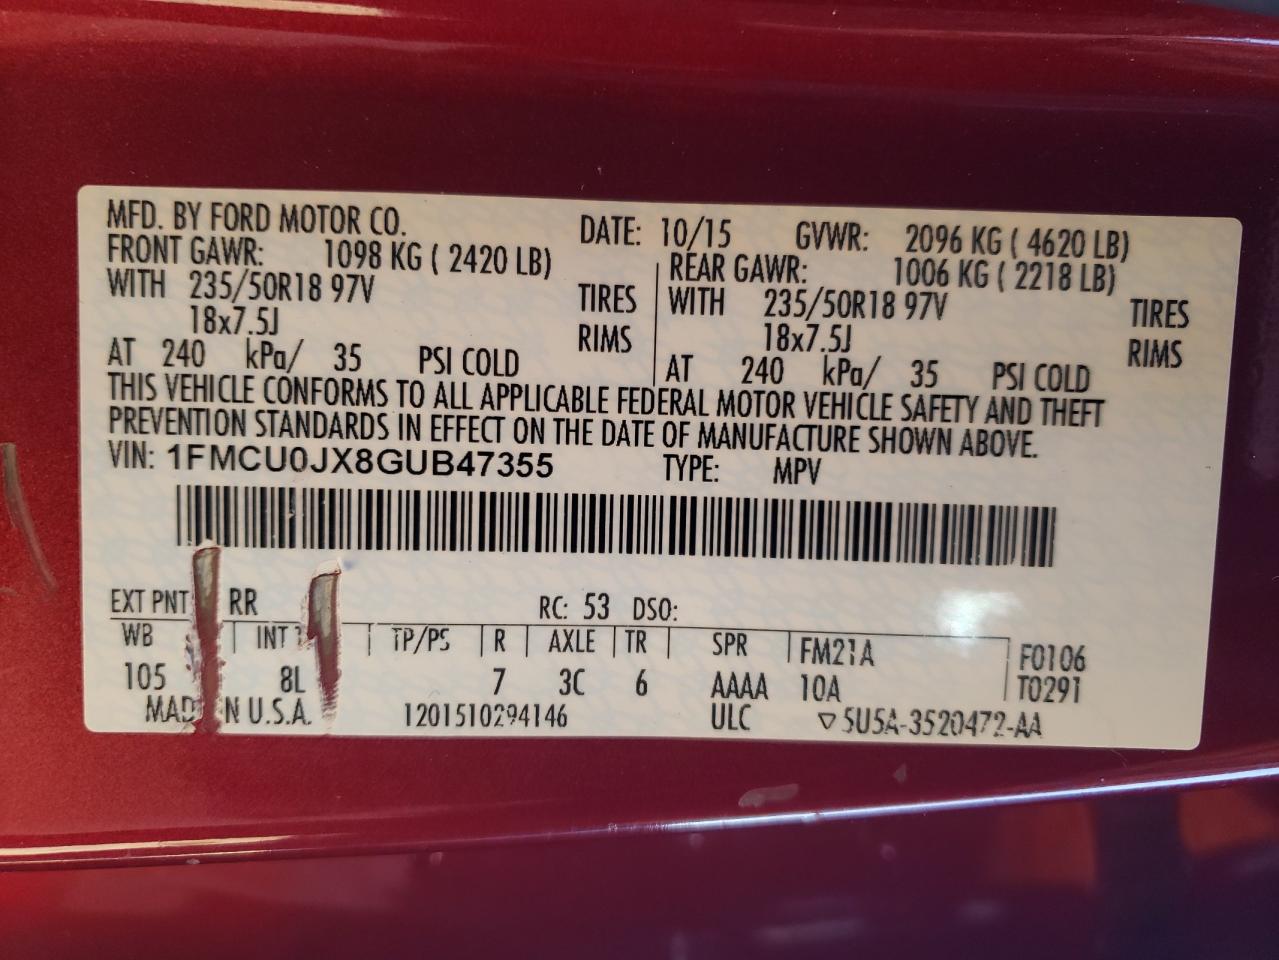 MFD. BY FORD MOTOR CO. DATE: 10/15 GVWR: 2096 KG ( 4620 LB)
FRONT GAWR: 1098 KG ( 2420 LB) REAR GAWR: 1006 KG ( 2218 LB)
WITH 235/50R18 97V TIRES WITH 235/50R18 97V TIRES
18x7.5J RIMS 18x7.5J RIMS
AT 240 kPa/ 35 PSI COLD AT 240 kPa/ 35 PSI COLD
THIS VEHICLE CONFORMS TO ALL APPLICABLE FEDERAL MOTOR VEHICLE SAFETY AND THEFT
PREVENTION STANDARDS IN EFFECT ON THE DATE OF MANUFACTURE SHOWN ABOVE.
VIN: 1FMCU0JX8GUB47355 TYPE: MPV
EXT PNT RR RC: 53 DSO:
WB INT TP/PS R AXLE TR SPR FM21A F0106
105 8L 7 3C 6 AAAA 10A T0291
MAD N U.S.A. 1201510294146 ULC ▽5U5A-3520472-AA